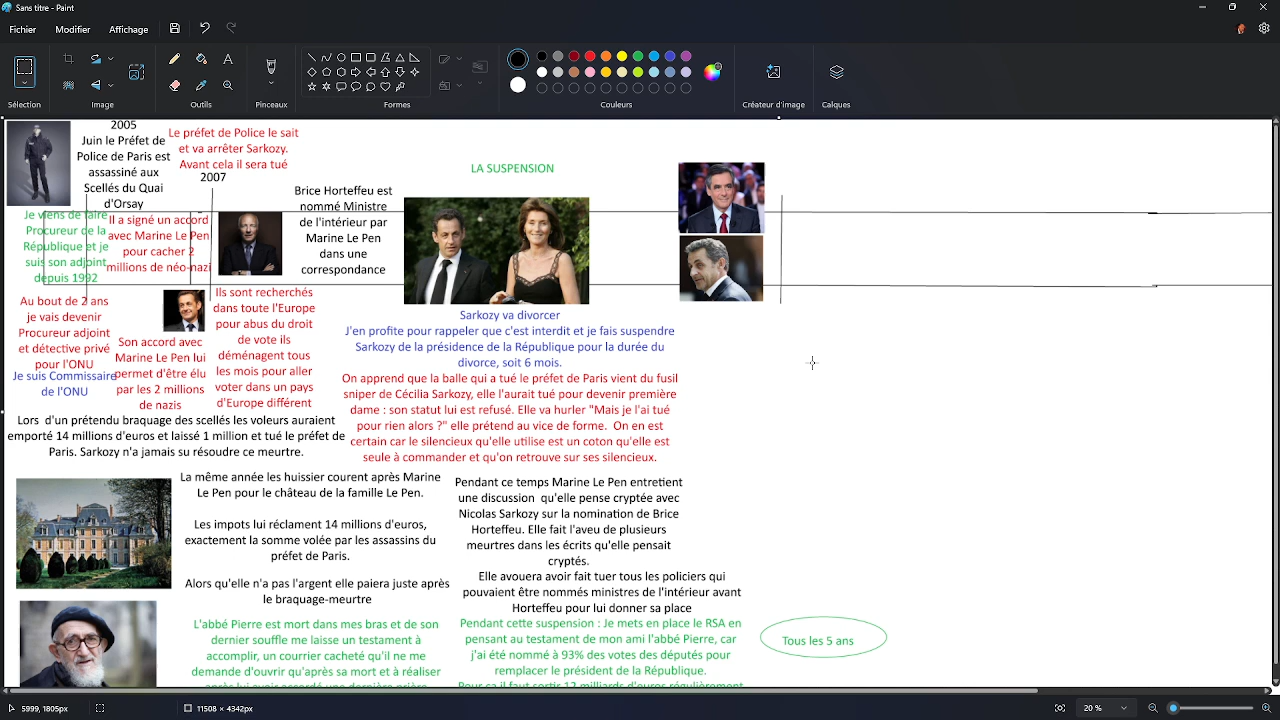 Sans titre - Paint
Fichier Modifier Affichage
Sélection Image Outils Pinceaux Formes Couleurs Créateur d'image Calques
2005
Juin le Préfet de
Police de Paris est
assassiné aux
Scellés du Quai
d'Orsay
Le préfet de Police le sait
et va arrêter Sarkozy.
Avant cela il sera tué
2007
LA SUSPENSION
Je viens de faire
Procureur de la
République et je
suis son adjoint
depuis 1992
Il a signé un accord
avec Marine Le Pen
pour cacher 2
millions de néo-nazi
Brice Horteffeu est
nommé Ministre
de l'intérieur par
Marine Le Pen
dans une
correspondance
Au bout de 2 ans
je vais devenir
Procureur adjoint
et détective privé
pour l'ONU
Je suis Commissaire
de l'ONU
Son accord avec
Marine Le Pen lui
permet d'être élu
par les 2 millions
de nazis
Ils sont recherchés
dans toute l'Europe
pour abus du droit
de vote ils
déménagent tous
les mois pour aller
voter dans un pays
d'Europe différent
Sarkozy va divorcer
J'en profite pour rappeler que c'est interdit et je fais suspendre
Sarkozy de la présidence de la République pour la durée du
divorce, soit 6 mois.
On apprend que la balle qui a tué le préfet de Paris vient du fusil
sniper de Cécilia Sarkozy, elle l'aurait tué pour devenir première
dame : son statut lui est refusé. Elle va hurler "Mais je l'ai tué
pour rien alors ?" elle prétend au vice de forme. On en est
certain car le silencieux qu'elle utilise est un coton qu'elle est
seule à commander et qu'on retrouve sur ses silencieux.
Lors d'un prétendu braquage des scellés les voleurs auraient
emporté 14 millions d'euros et laissé 1 million et tué le préfet de
Paris. Sarkozy n'a jamais su résoudre ce meurtre.
La même année les huissier courent après Marine
Le Pen pour le château de la famille Le Pen.
Les impots lui réclament 14 millions d'euros,
exactement la somme volée par les assassins du
préfet de Paris.
Alors qu'elle n'a pas l'argent elle paiera juste après
le braquage-meurtre
Pendant ce temps Marine Le Pen entretient
une discussion qu'elle pense cryptée avec
Nicolas Sarkozy sur la nomination de Brice
Horteffeu. Elle fait l'aveu de plusieurs
meurtres dans les écrits qu'elle pensait
cryptés.
Elle avouera avoir fait tuer tous les policiers qui
pouvaient être nommés ministres de l'intérieur avant
Horteffeu pour lui donner sa place
L'abbé Pierre est mort dans mes bras et de son
dernier souffle me laisse un testament à
accomplir, un courrier cacheté qu'il ne me
demande d'ouvrir qu'après sa mort et à réaliser
après lui avoir accordé une dernière prière
Pendant cette suspension : Je mets en place le RSA en
pensant au testament de mon ami l'abbé Pierre, car
j'ai été nommé à 93% des votes des députés pour
remplacer le président de la République.
Pour ça il faut sortir 12 milliards d'euros régulièrement
Tous les 5 ans
5999, 1805px
11508 × 4334px
20 %